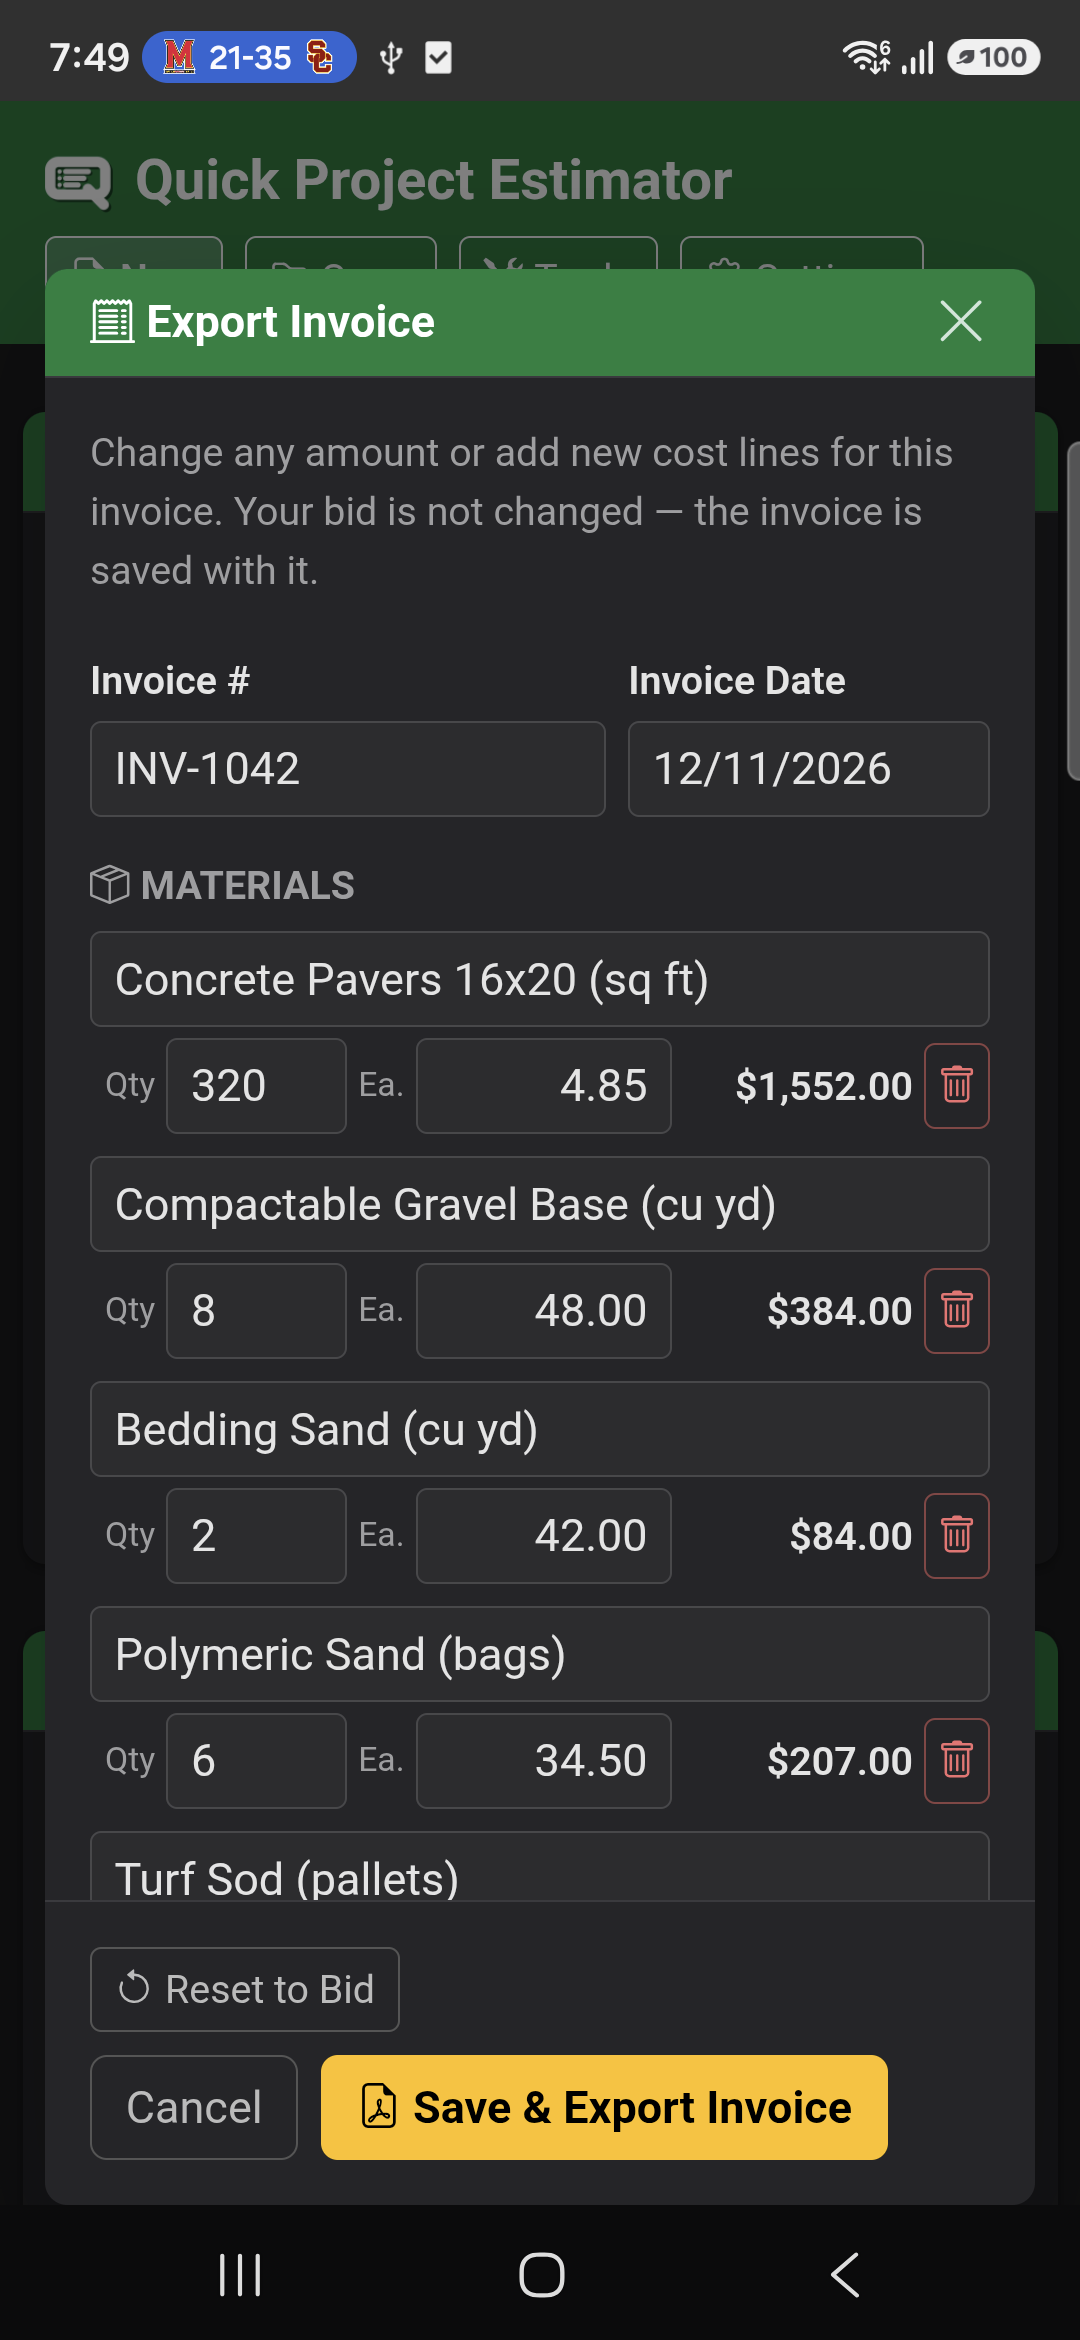 7:49 M 21-35 SC 6 100
Quick Project Estimator
Export Invoice
Change any amount or add new cost lines for this
invoice. Your bid is not changed — the invoice is
saved with it.
Invoice # Invoice Date
INV-1042 12/11/2026
MATERIALS
Concrete Pavers 16x20 (sq ft)
Qty 320 Ea. 4.85 $1,552.00
Compactable Gravel Base (cu yd)
Qty 8 Ea. 48.00 $384.00
Bedding Sand (cu yd)
Qty 2 Ea. 42.00 $84.00
Polymeric Sand (bags)
Qty 6 Ea. 34.50 $207.00
Turf Sod (pallets)
Reset to Bid
Cancel Save & Export Invoice